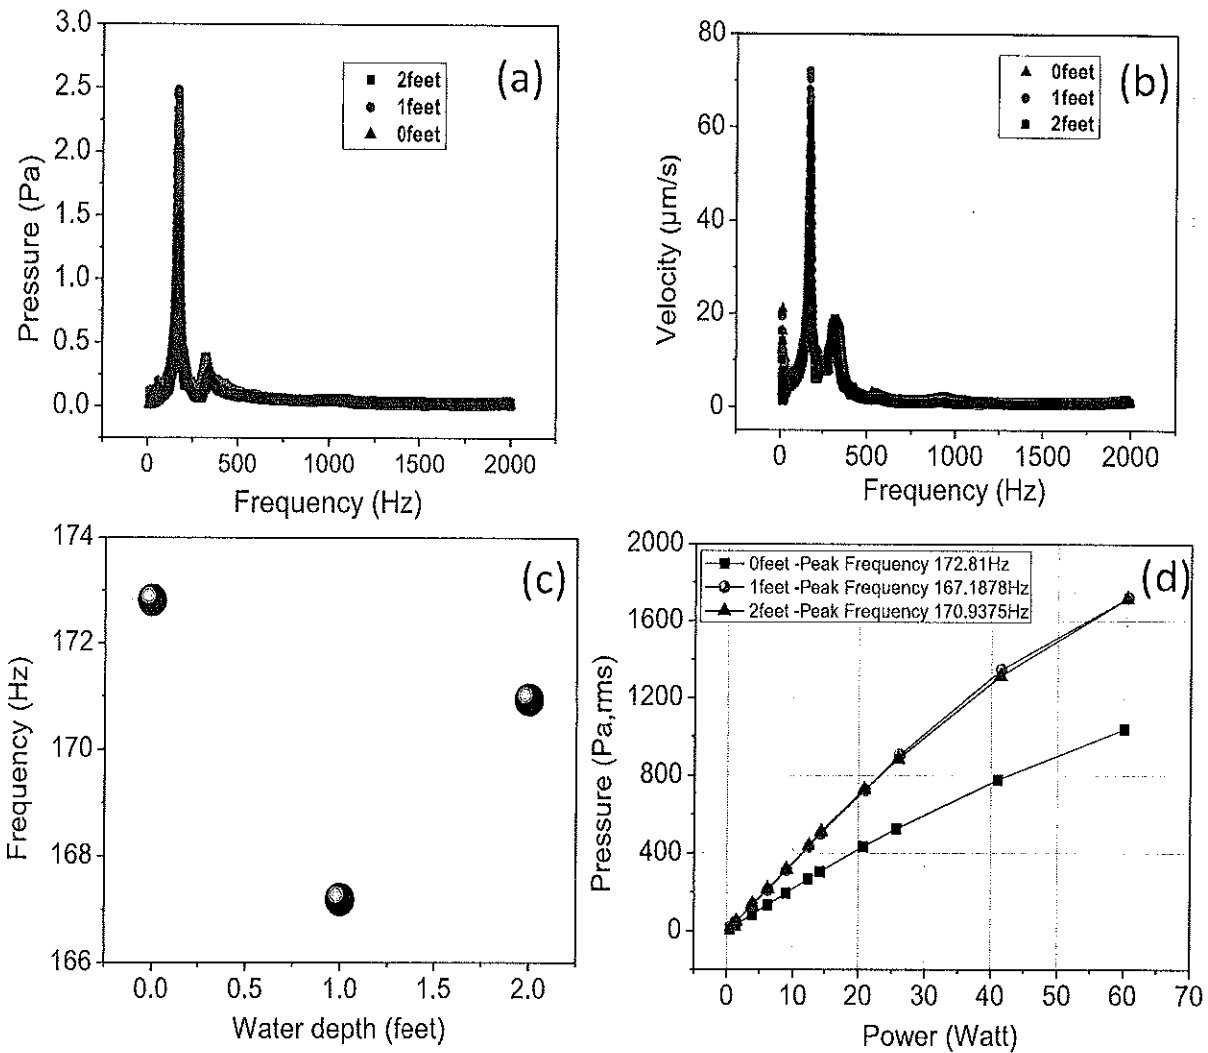 3.0
2.5
2.0
1.5
1.0
0.5
0.0
Pressure (Pa)
2feet
1feet
0feet
(a)
0
500
1000
1500
2000
Frequency (Hz)
80
60
40
20
0
Velocity (µm/s)
0feet
1feet
2feet
(b)
0
500
1000
1500
2000
Frequency (Hz)
174
172
170
168
166
Frequency (Hz)
(c)
0.0
0.5
1.0
1.5
2.0
Water depth (feet)
2000
1600
1200
800
400
0
Pressure (Pa,rms)
0feet -Peak Frequency 172.81Hz
1feet -Peak Frequency 167.1878Hz
2feet -Peak Frequency 170.9375Hz
(d)
0
10
20
30
40
50
60
70
Power (Watt)